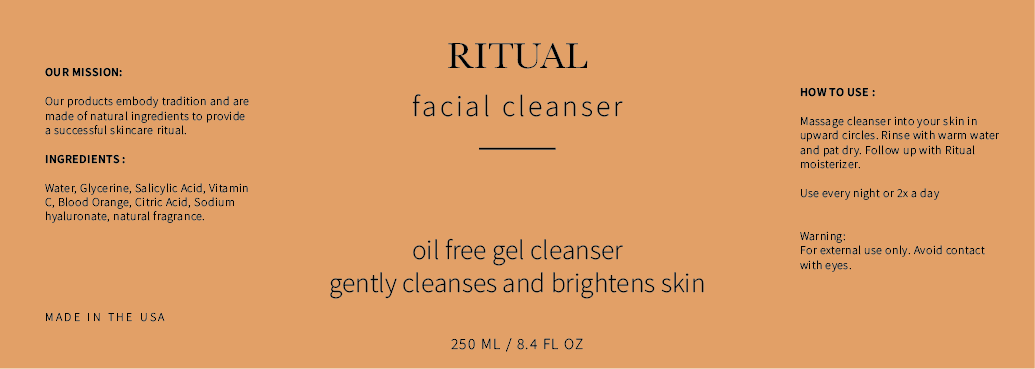 OUR MISSION:
Our products embody tradition and are
made of natural ingredients to provide
a successful skincare ritual.
INGREDIENTS :
Water, Glycerine, Salicylic Acid, Vitamin
C, Blood Orange, Citric Acid, Sodium
hyaluronate, natural fragrance.
MADE IN THE USA
RITUAL
facial cleanser
oil free gel cleanser
gently cleanses and brightens skin
250 ML / 8.4 FL OZ
HOW TO USE :
Massage cleanser into your skin in
upward circles. Rinse with warm water
and pat dry. Follow up with Ritual
moisterizer.
Use every night or 2x a day
Warning:
For external use only. Avoid contact
with eyes.